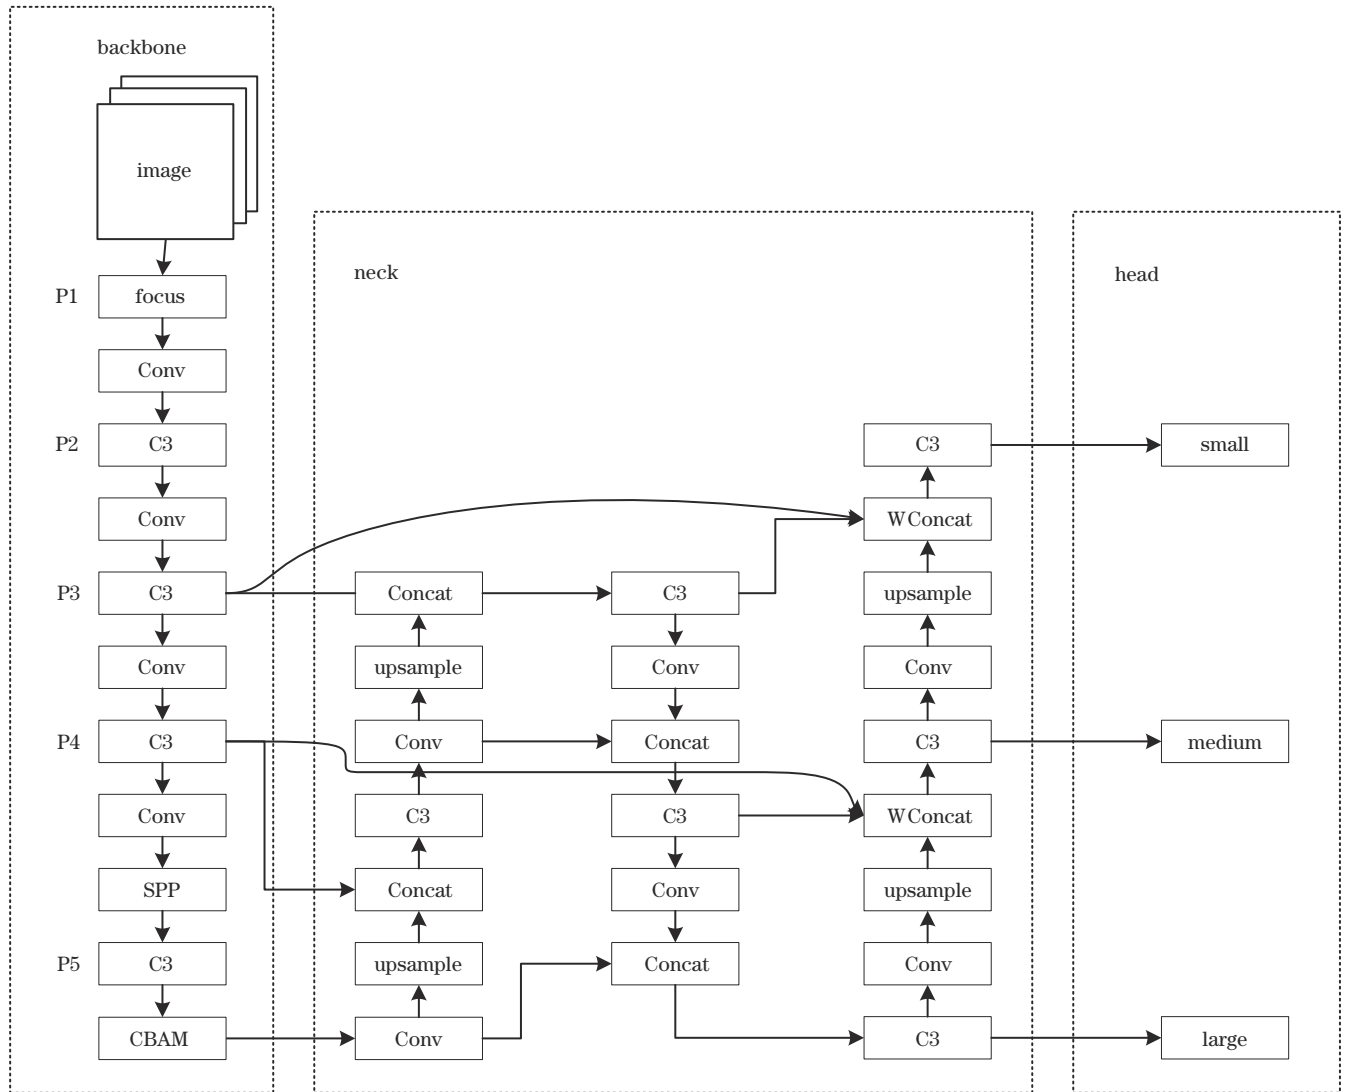 backbone
image
P1
focus
Conv
P2
C3
Conv
P3
C3
Conv
P4
C3
Conv
SPP
P5
C3
CBAM
neck
Concat
upsample
Conv
C3
Concat
upsample
Conv
C3
Conv
Concat
C3
Conv
Concat
C3
WConcat
upsample
Conv
C3
WConcat
upsample
Conv
C3
head
small
medium
large